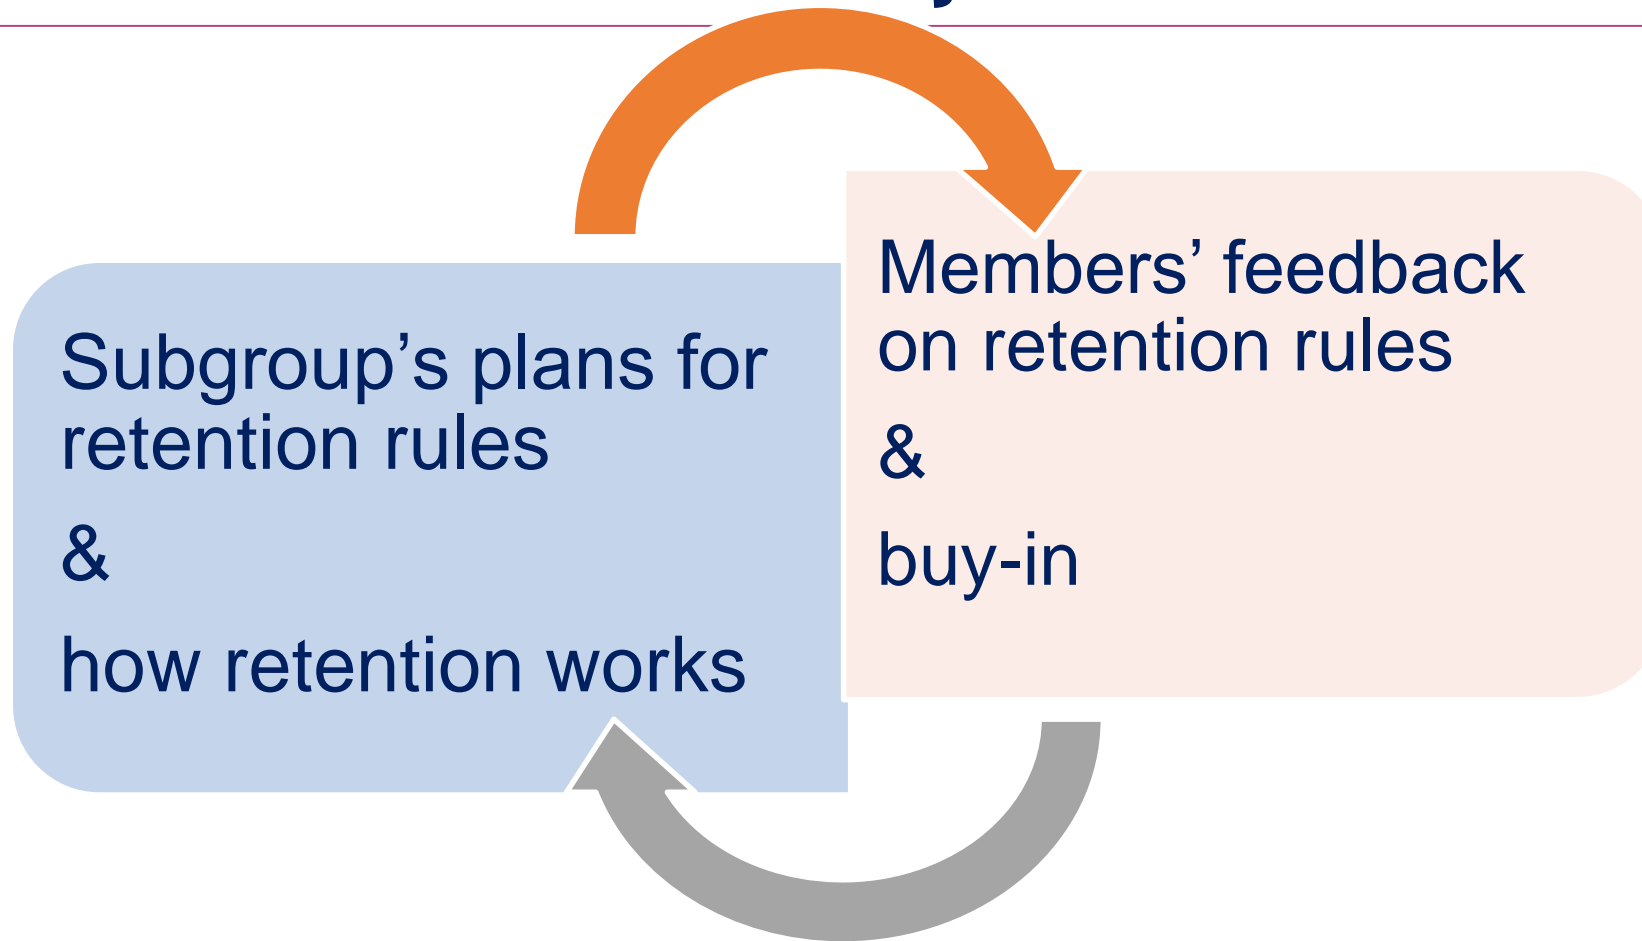 Subgroup’s plans for
retention rules
&
how retention works
Members’ feedback
on retention rules
&
buy-in